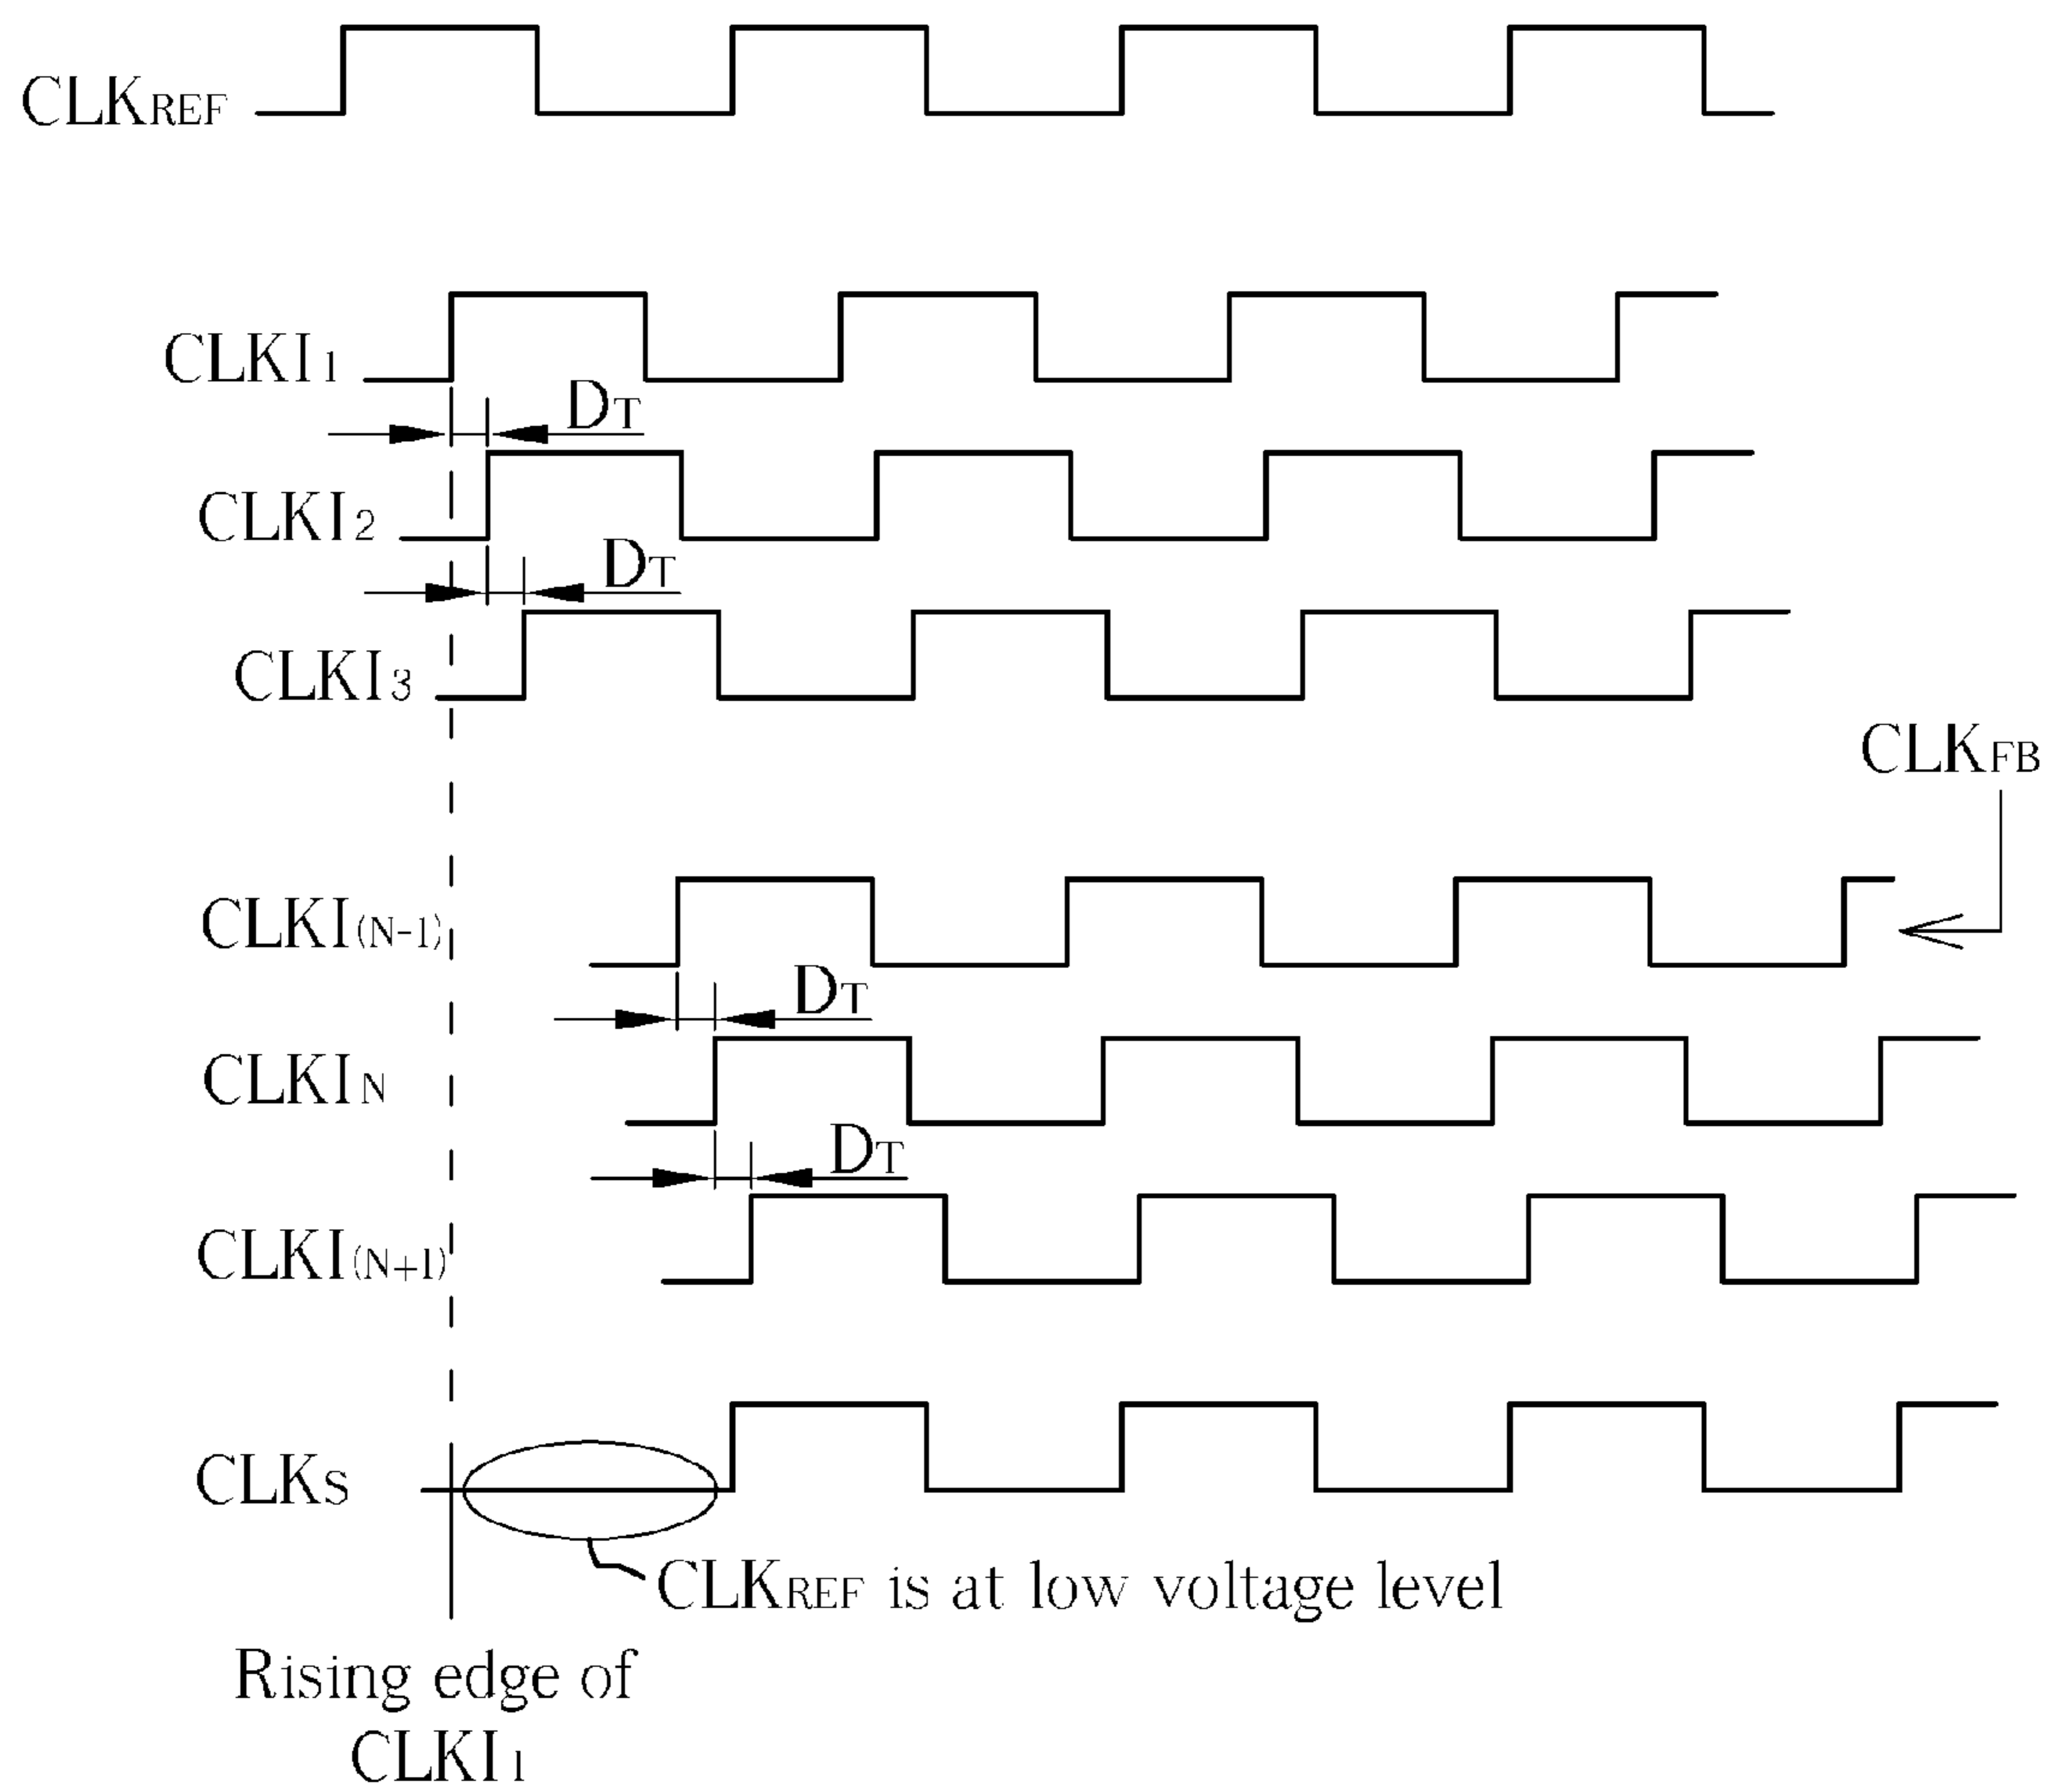 CLKREF
CLKI1
DT
CLKI2
DT
CLKI3
CLKFB
CLKI(N-1)
DT
CLKIN
DT
CLKI(N+1)
CLKS
CLKREF is at low voltage level
Rising edge of
CLKI1